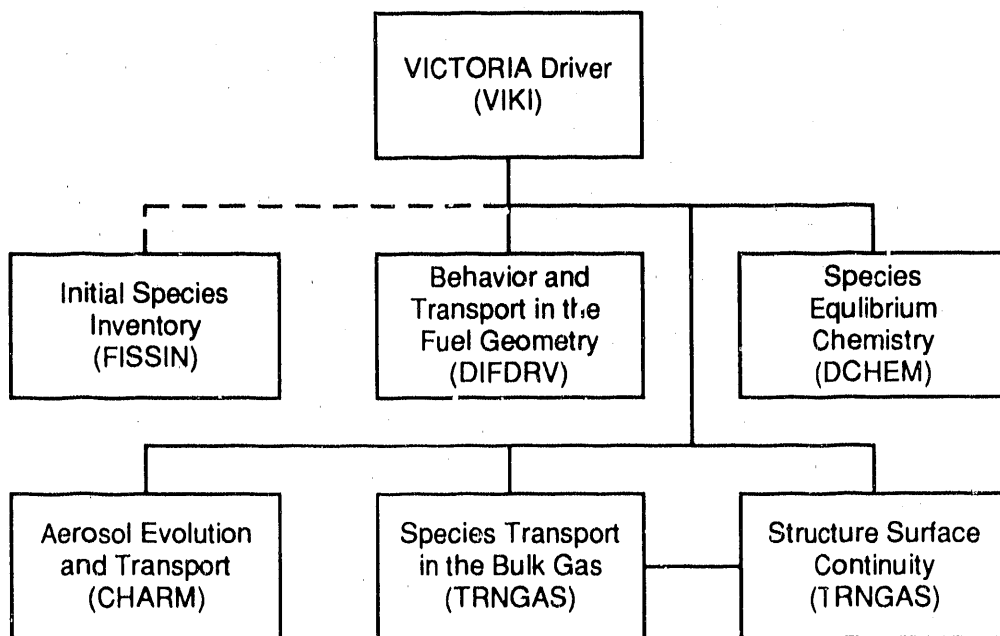 VICTORIA Driver
(VIKI)
Initial Species
Inventory
(FISSIN)
Behavior and
Transport in the
Fuel Geometry
(DIFDRV)
Species
Equlibrium
Chemistry
(DCHEM)
Aerosol Evolution
and Transport
(CHARM)
Species Transport
in the Bulk Gas
(TRNGAS)
Structure Surface
Continuity
(TRNGAS)